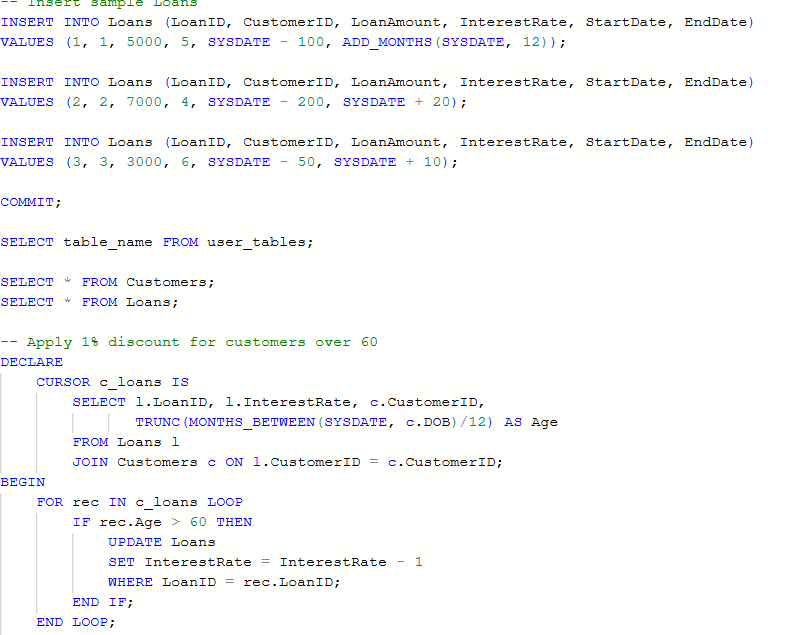 -- Insert sample Loans
INSERT INTO Loans (LoanID, CustomerID, LoanAmount, InterestRate, StartDate, EndDate)
VALUES (1, 1, 5000, 5, SYSDATE - 100, ADD_MONTHS(SYSDATE, 12));
INSERT INTO Loans (LoanID, CustomerID, LoanAmount, InterestRate, StartDate, EndDate)
VALUES (2, 2, 7000, 4, SYSDATE - 200, SYSDATE + 20);
INSERT INTO Loans (LoanID, CustomerID, LoanAmount, InterestRate, StartDate, EndDate)
VALUES (3, 3, 3000, 6, SYSDATE - 50, SYSDATE + 10);
COMMIT;
SELECT table_name FROM user_tables;
SELECT * FROM Customers;
SELECT * FROM Loans;
-- Apply 1% discount for customers over 60
DECLARE
    CURSOR c_loans IS
        SELECT l.LoanID, l.InterestRate, c.CustomerID,
               TRUNC(MONTHS_BETWEEN(SYSDATE, c.DOB)/12) AS Age
        FROM Loans l
        JOIN Customers c ON l.CustomerID = c.CustomerID;
BEGIN
    FOR rec IN c_loans LOOP
        IF rec.Age > 60 THEN
            UPDATE Loans
            SET InterestRate = InterestRate - 1
            WHERE LoanID = rec.LoanID;
        END IF;
    END LOOP;